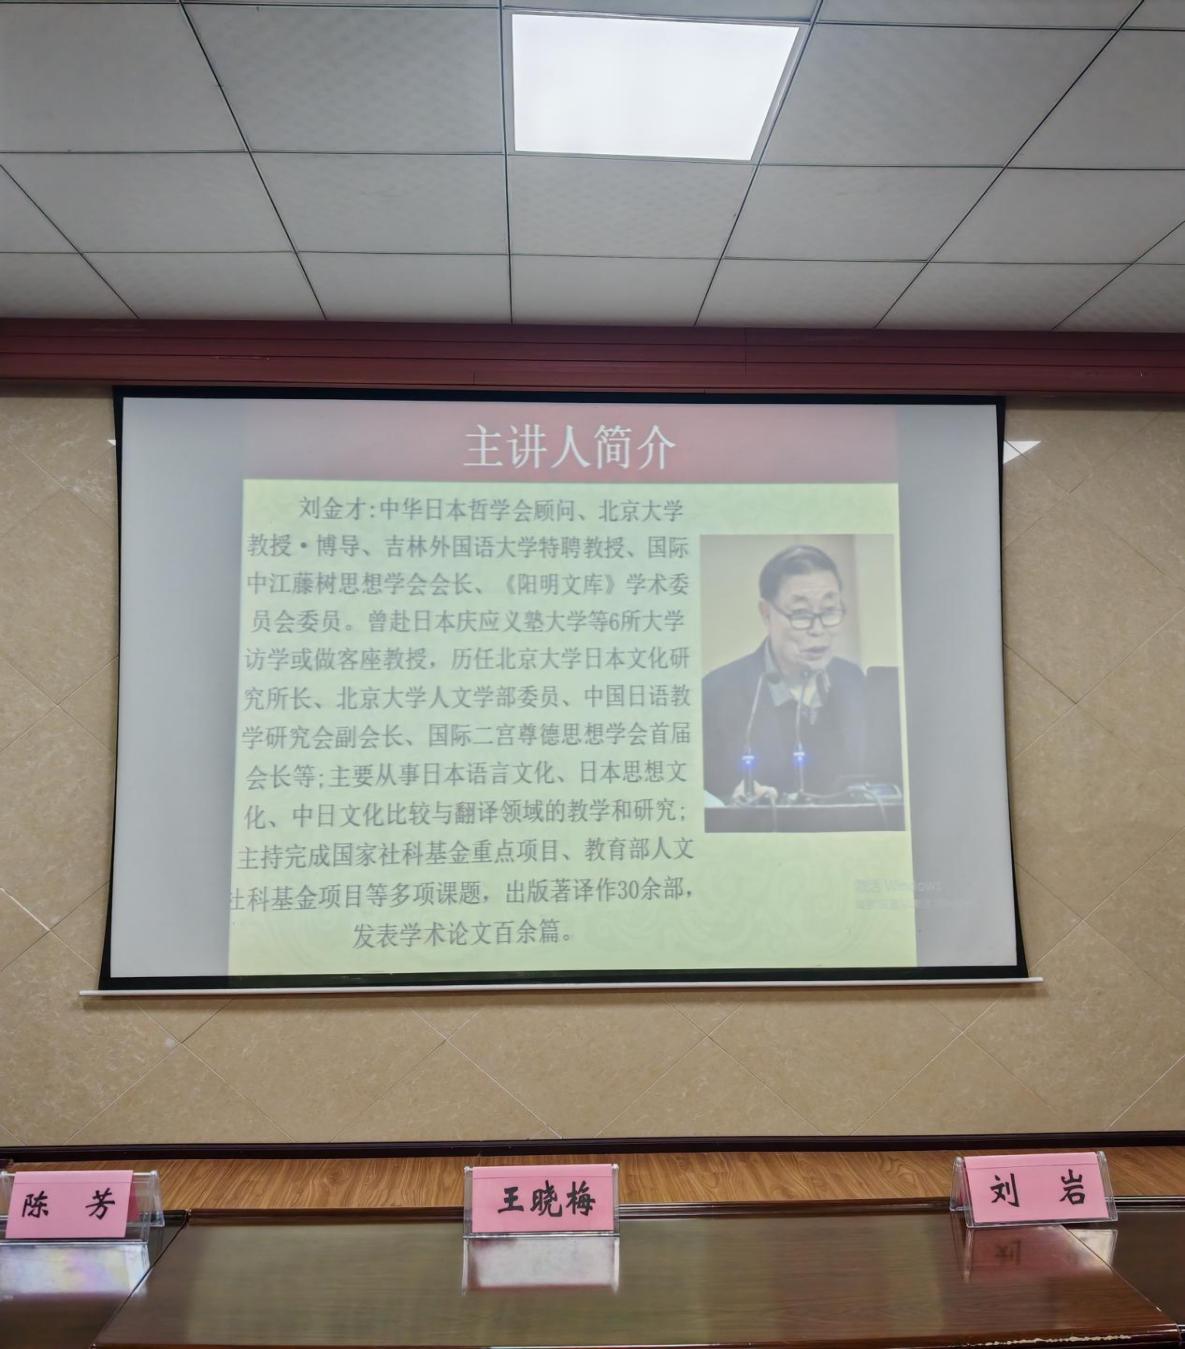 主讲人简介
刘金才:中华日本哲学会顾问、北京大学
教授·博导、吉林外国语大学特聘教授、国际
中江藤树思想学会会长、《阳明文库》学术委
员会委员。曾赴日本庆应义塾大学等6所大学
访学或做客座教授，历任北京大学日本文化研
究所长、北京大学人文学部委员、中国日语教
学研究会副会长、国际二宫尊德思想学会首届
会长等;主要从事日本语言文化、日本思想文
化、中日文化比较与翻译领域的教学和研究;
主持完成国家社科基金重点项目、教育部人文
社科基金项目等多项课题，出版著译作30余部，
发表学术论文百余篇。
激活 Windows
陈 芳
王晓梅
刘 岩